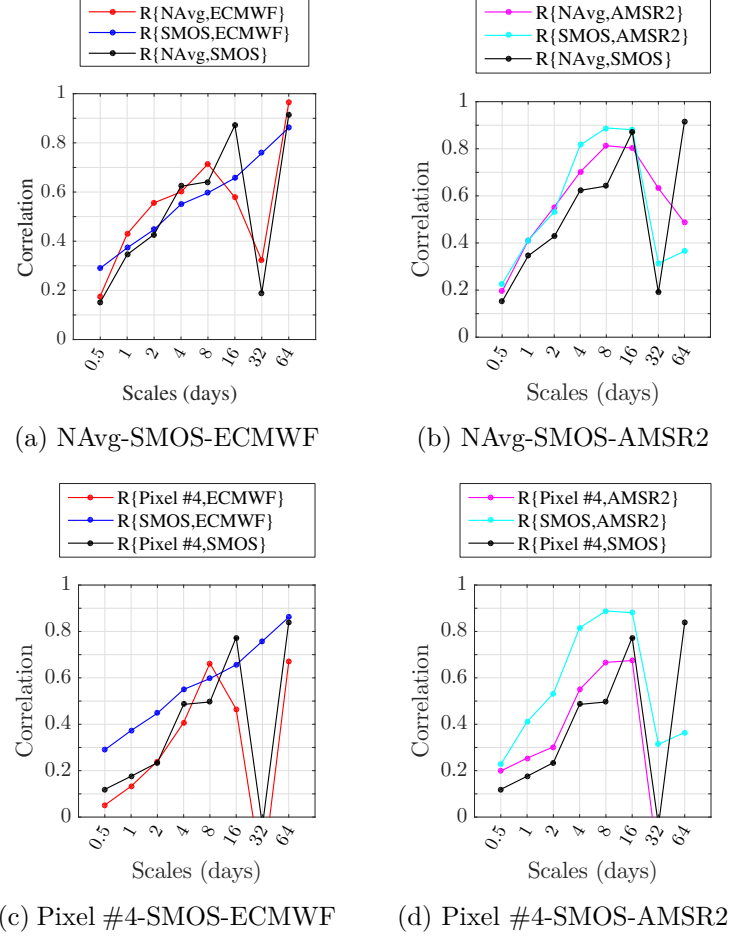 R{NAvg,ECMWF}
R{SMOS,ECMWF}
R{NAvg,SMOS}
Correlation
1
0.8
0.6
0.4
0.2
0
0.5 1 2 4 8 16 32 64
Scales (days)
(a) NAvg-SMOS-ECMWF
R{NAvg,AMSR2}
R{SMOS,AMSR2}
R{NAvg,SMOS}
Correlation
1
0.8
0.6
0.4
0.2
0
0.5 1 2 4 8 16 32 64
Scales (days)
(b) NAvg-SMOS-AMSR2
R{Pixel #4,ECMWF}
R{SMOS,ECMWF}
R{Pixel #4,SMOS}
Correlation
1
0.8
0.6
0.4
0.2
0
0.5 1 2 4 8 16 32 64
Scales (days)
(c) Pixel #4-SMOS-ECMWF
R{Pixel #4,AMSR2}
R{SMOS,AMSR2}
R{Pixel #4,SMOS}
Correlation
1
0.8
0.6
0.4
0.2
0
0.5 1 2 4 8 16 32 64
Scales (days)
(d) Pixel #4-SMOS-AMSR2